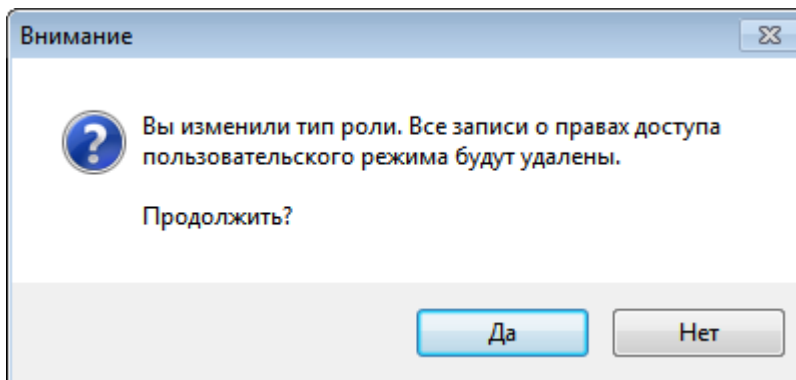 Внимание
Вы изменили тип роли. Все записи о правах доступа
пользовательского режима будут удалены.
Продолжить?
Да
Нет